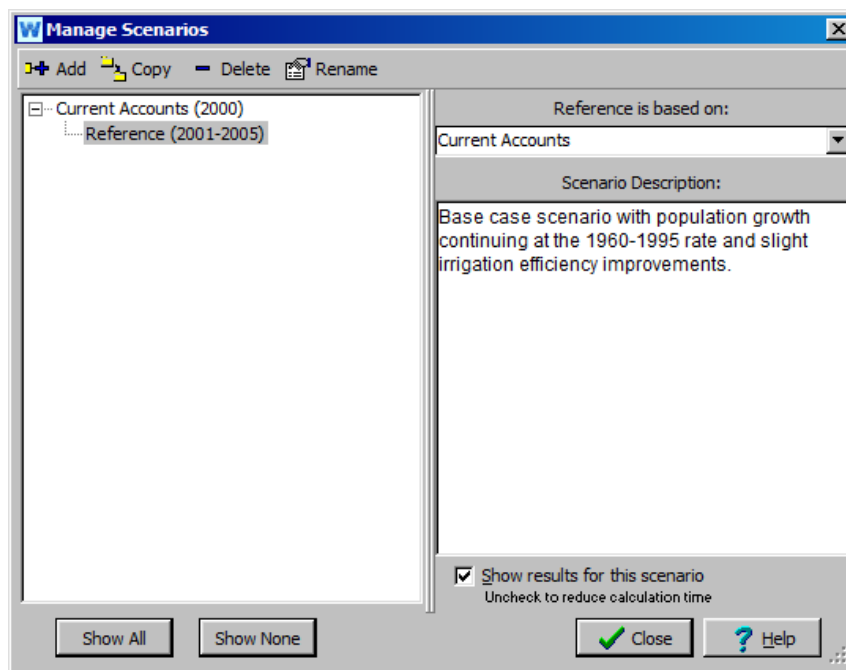 W Manage Scenarios
Add Copy Delete Rename
Current Accounts (2000)
Reference (2001-2005)
Reference is based on:
Current Accounts
Scenario Description:
Base case scenario with population growth
continuing at the 1960-1995 rate and slight
irrigation efficiency improvements.
Show results for this scenario
Uncheck to reduce calculation time
Show All Show None Close ? Help